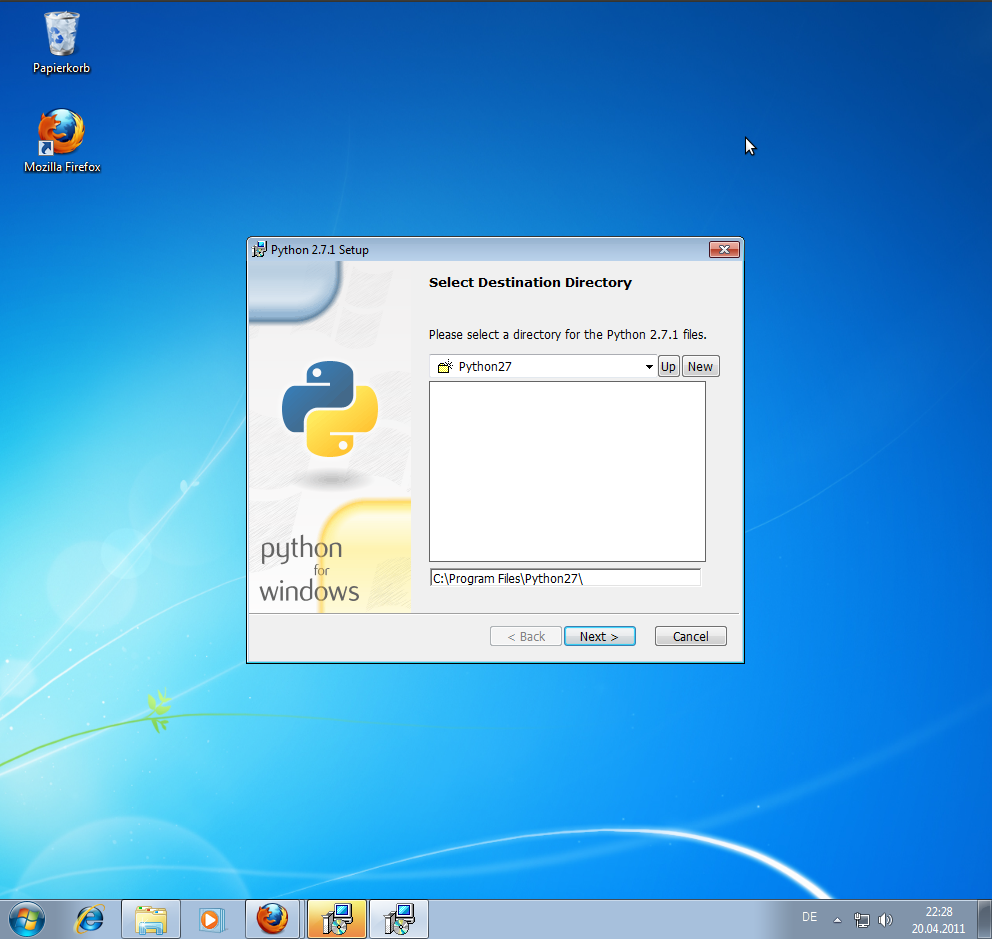 Papierkorb
Mozilla Firefox
Python 2.7.1 Setup
Select Destination Directory
Please select a directory for the Python 2.7.1 files.
Python27
Up
New
C:\Program Files\Python27\
python
for
windows
< Back
Next >
Cancel
DE
22:28
20.04.2011